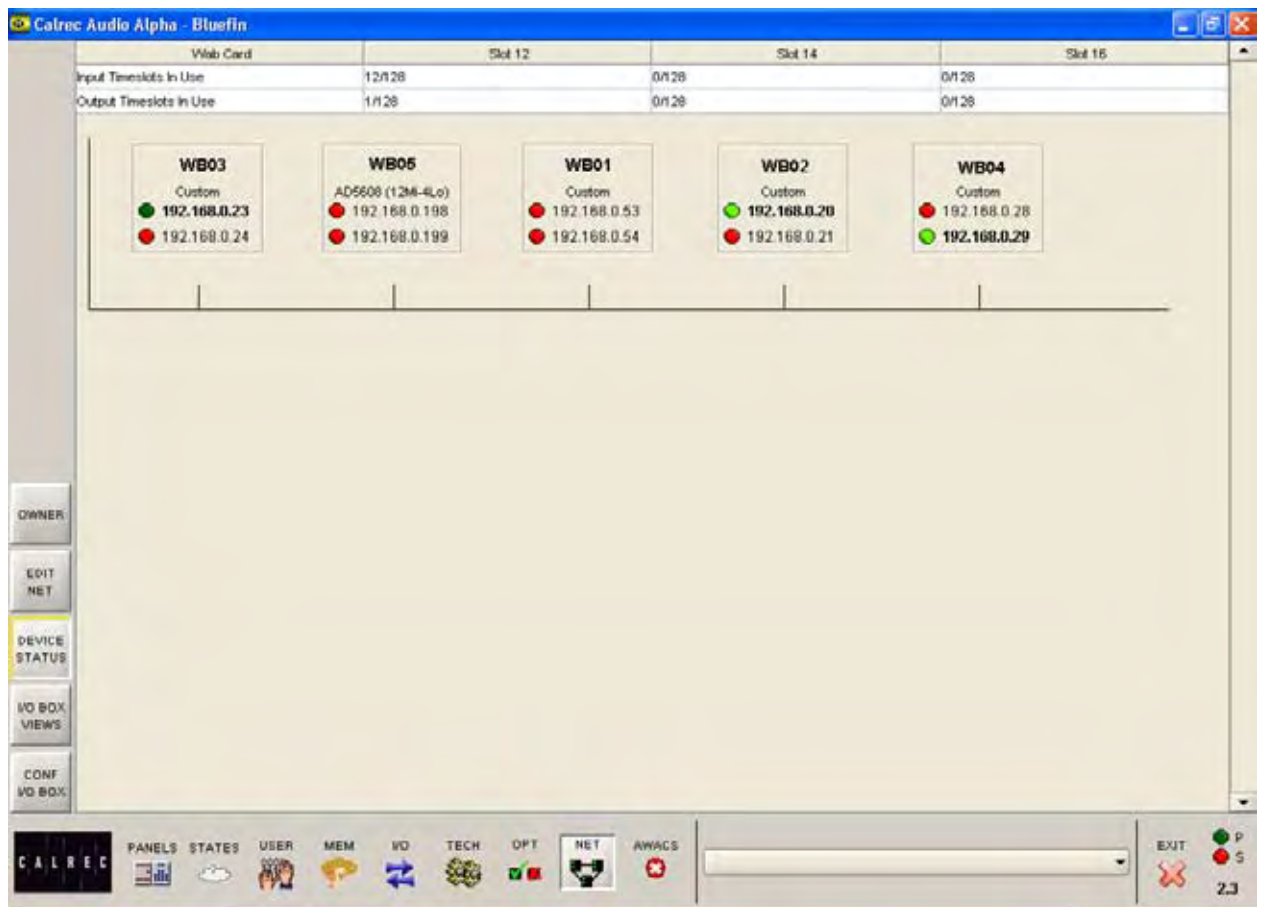 Calrec Audio Alpha - Bluefin
Wab Card Slot 12 Slot 14 Slot 16
Input Timeslots In Use 12/128 0/128 0/128
Output Timeslots In Use 1/128 0/128 0/128
WB03 WB05 WB01 WB02 WB04
Custom AD5608 (12Mi-4Lo) Custom Custom Custom
192.168.0.23 192.168.0.198 192.168.0.53 192.168.0.20 192.168.0.28
192.168.0.24 192.168.0.199 192.168.0.54 192.168.0.21 192.168.0.29
OWNER
EDIT
NET
DEVICE
STATUS
I/O BOX
VIEWS
CONF
I/O BOX
CALREC PANELS STATES USER MEM I/O TECH OPT NET AWACS EXIT P
S
2.3